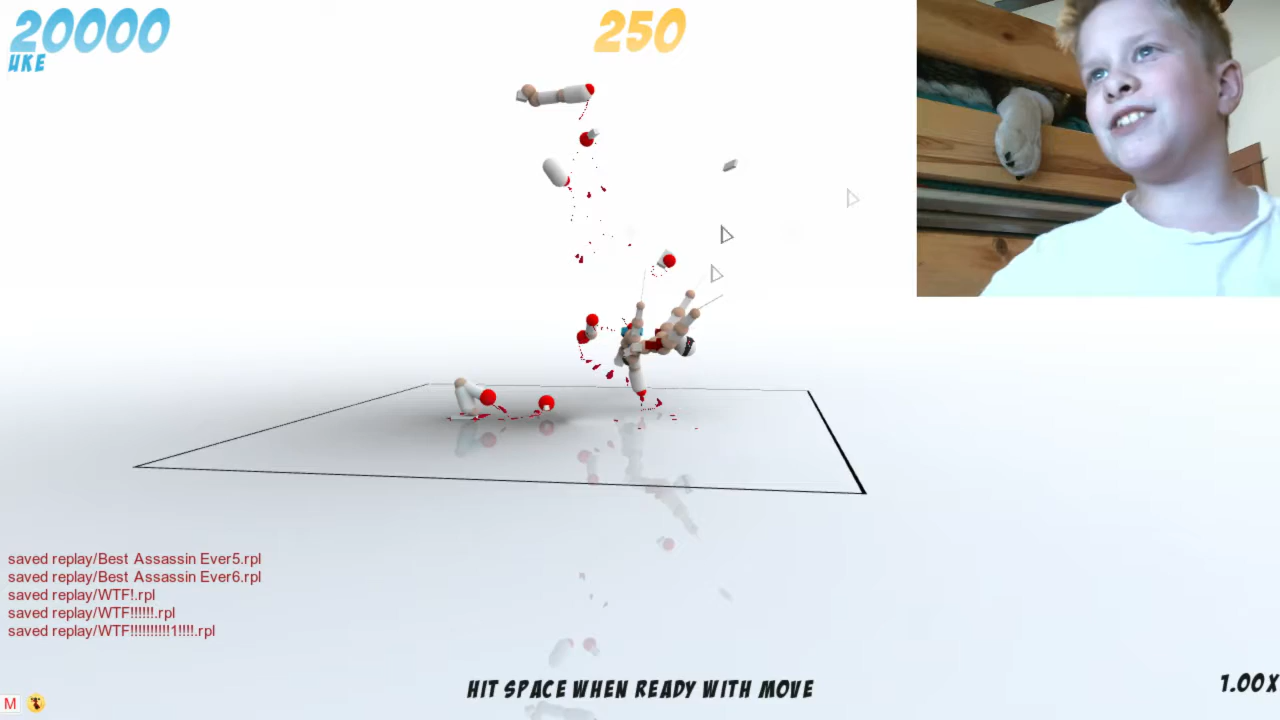 20000
250
UKE
saved replay/Best Assassin Ever5.rpl
saved replay/Best Assassin Ever6.rpl
saved replay/WTF!.rpl
saved replay/WTF!!!!!!.rpl
saved replay/WTF!!!!!!!!!!1!!!!.rpl
HIT SPACE WHEN READY WITH MOVE
1.00X
M